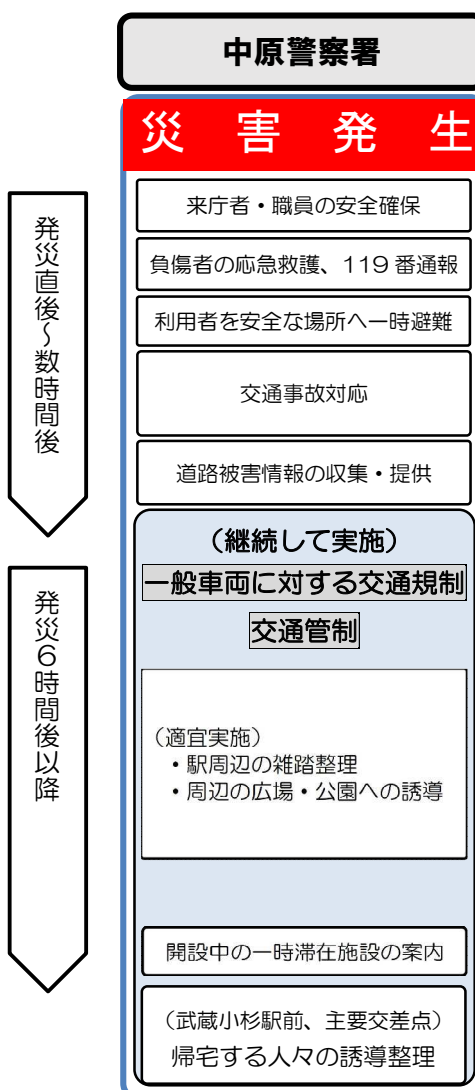 中原警察署
災害発生
発災直後～数時間後
来庁者・職員の安全確保
負傷者の応急救護、119番通報
利用者を安全な場所へ一時避難
交通事故対応
道路被害情報の収集・提供
発災6時間後以降
（継続して実施）
一般車両に対する交通規制
交通管制
（適宜実施）
・駅周辺の雑踏整理
・周辺の広場・公園への誘導
開設中の一時滞在施設の案内
（武蔵小杉駅前、主要交差点）
帰宅する人々の誘導整理